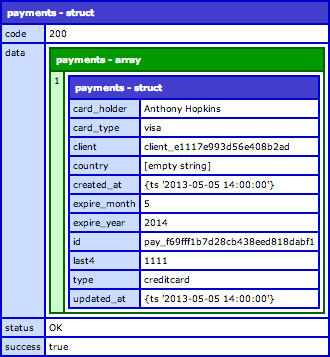 payments - struct
code 200
data
payments - array
1
payments - struct
card_holder Anthony Hopkins
card_type visa
client client_e1117e993d56e408b2ad
country [empty string]
created_at {ts '2013-05-05 14:00:00'}
expire_month 5
expire_year 2014
id pay_f69fff1b7d28cb438eed818dabf1
last4 1111
type creditcard
updated_at {ts '2013-05-05 14:00:00'}
status OK
success true